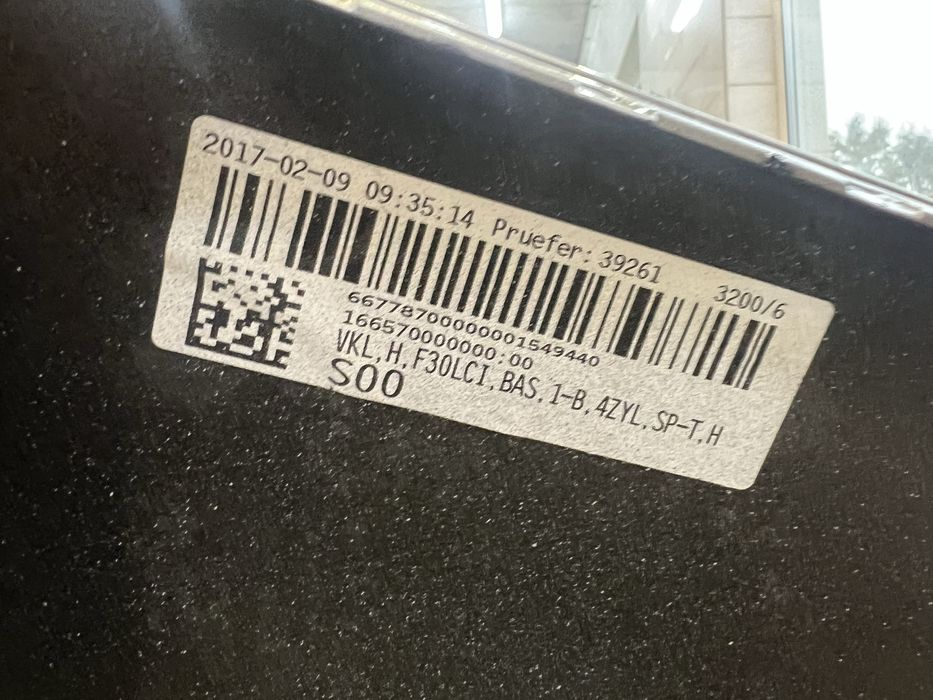 2017-02-09 09:35:14 Pruefer: 39261 3200/6
6677870000001549440
166570000000:00
VKL,H,F30LCI,BAS,1-B,4ZYL,SP-T,H
S00